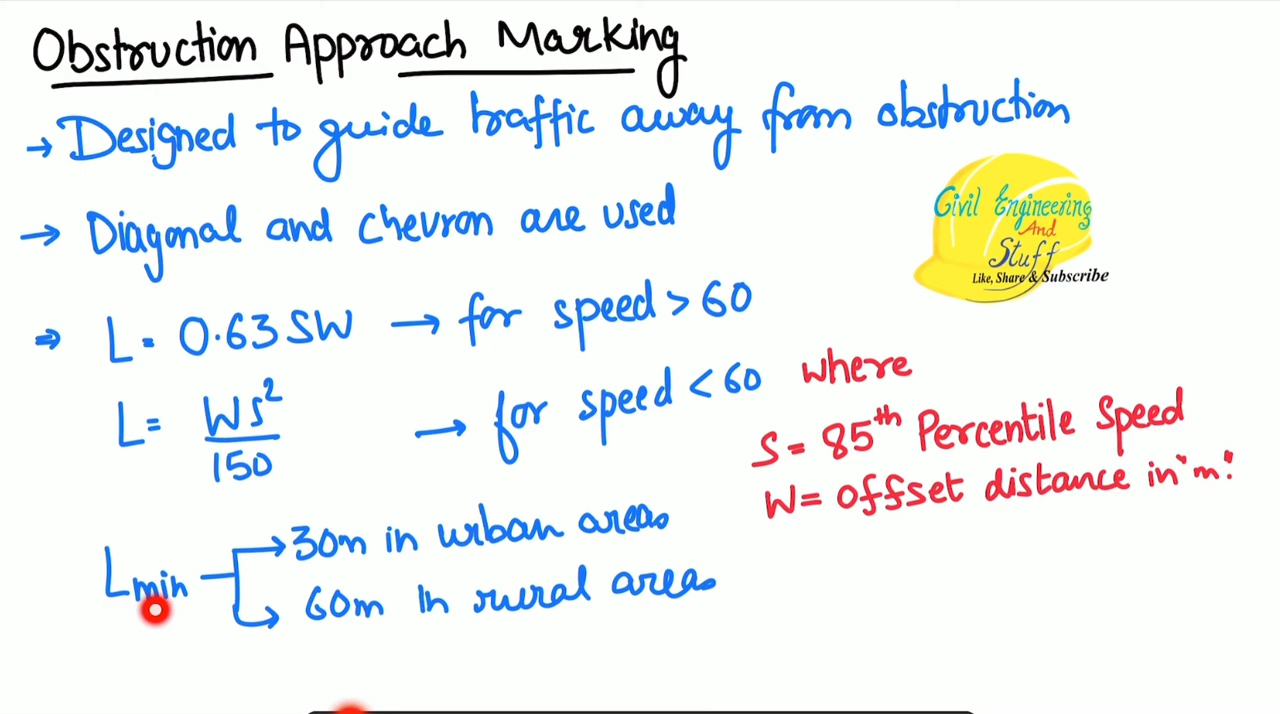 Obstruction Approach Marking
→ Designed to guide traffic away from obstruction
→ Diagonal and chevron are used
Civil Engineering
And
Stuff
Like, Share & Subscribe
⇒ L = 0.63 SW → for speed > 60
L = WS²/150 → for speed < 60
where
S = 85th Percentile Speed
W = offset distance in "m".
Lmin → 30m in urban areas
→ 60m in rural areas